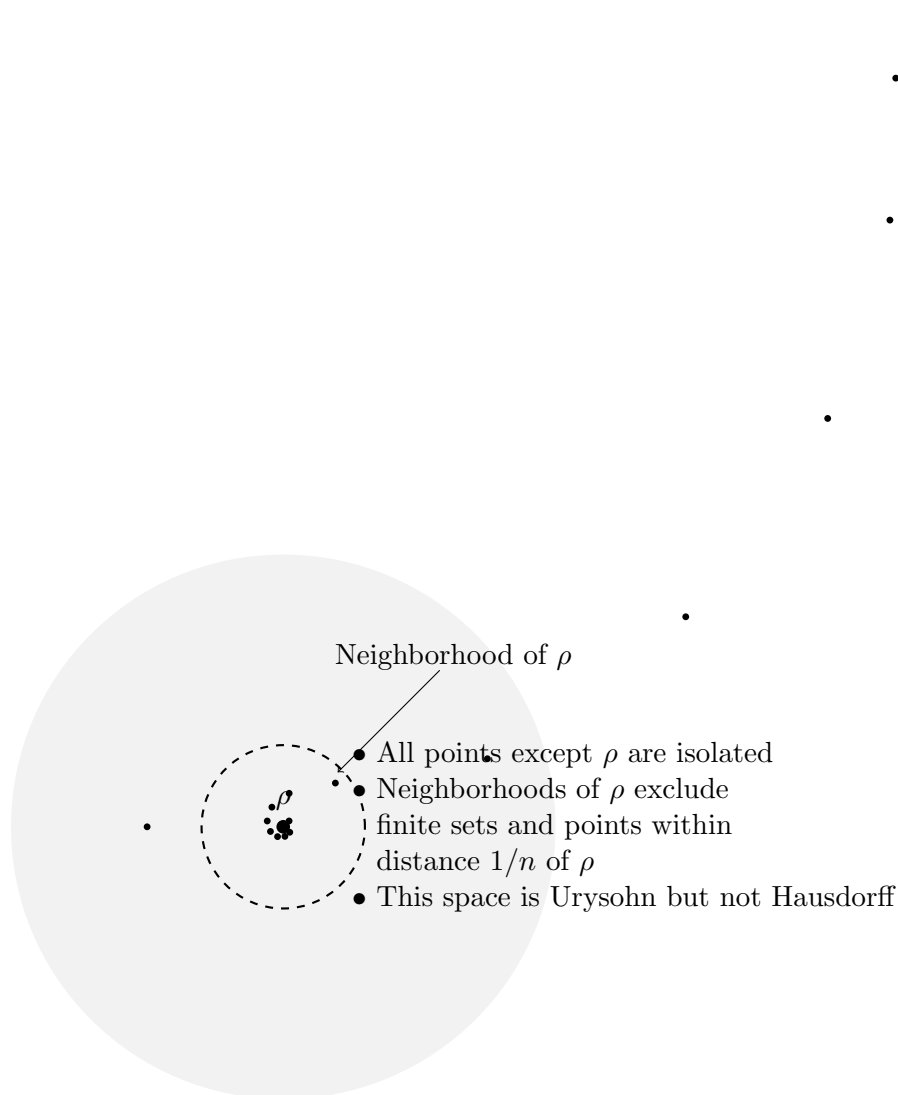 Neighborhood of ρ
• All points except ρ are isolated
ρ
• Neighborhoods of ρ exclude
finite sets and points within
distance 1/n of ρ
• This space is Urysohn but not Hausdorff